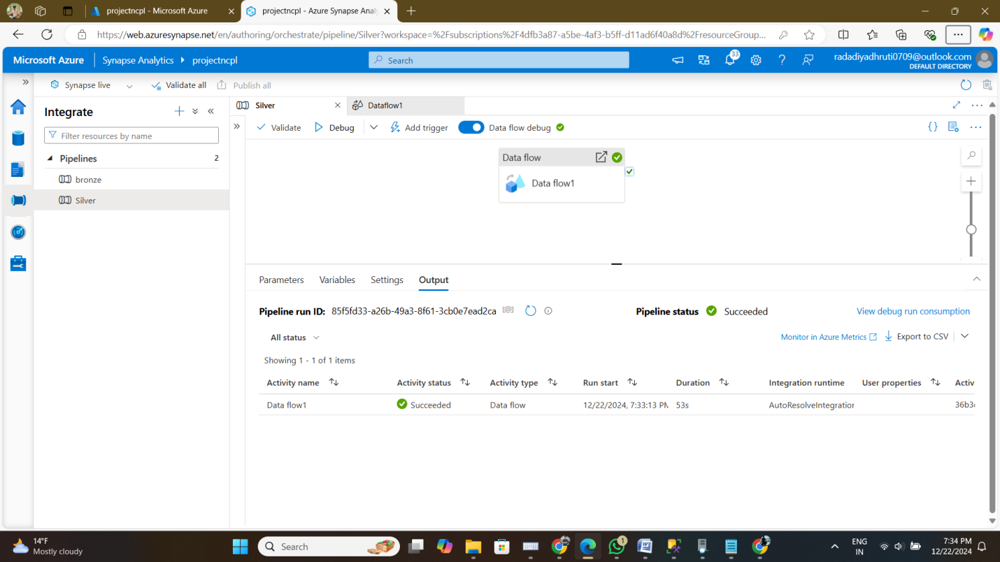 projectncpl - Microsoft Azure
projectncpl - Azure Synapse Analy
https://web.azuresynapse.net/en/authoring/orchestrate/pipeline/Silver?workspace=%2Fsubscriptions%2F4dfb3a87-a5be-4af3-b5ff-d11ad6f40a8d%2FresourceGroup...
Microsoft Azure
Synapse Analytics
projectncpl
Search
33
radadiyadhruti0709@outlook.com
DEFAULT DIRECTORY
Synapse live
Validate all
Publish all
Integrate
Filter resources by name
Pipelines
2
bronze
Silver
Silver
Dataflow1
Validate
Debug
Add trigger
Data flow debug
Data flow
Data flow1
Parameters
Variables
Settings
Output
Pipeline run ID: 85f5fd33-a26b-49a3-8f61-3cb0e7ead2ca
Pipeline status Succeeded
View debug run consumption
All status
Monitor in Azure Metrics
Export to CSV
Showing 1 - 1 of 1 items
Activity name Activity status Activity type Run start Duration Integration runtime User properties Activ
Data flow1 Succeeded Data flow 12/22/2024, 7:33:13 PM 53s AutoResolveIntegration 36b3c
14°F
Mostly cloudy
Search
1
ENG
IN
7:34 PM
12/22/2024